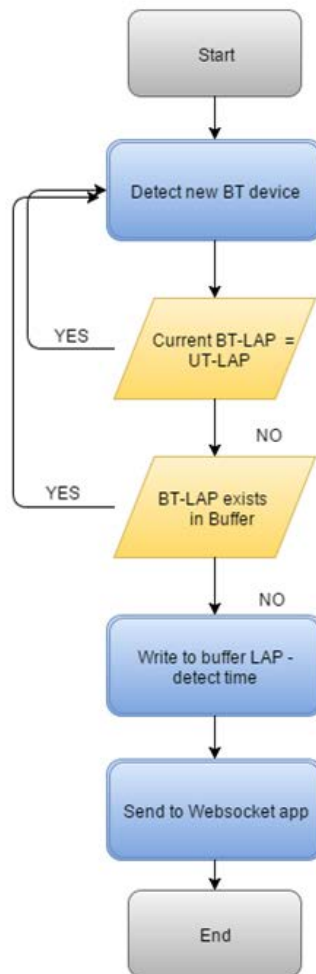 Start
Detect new BT device
YES
Current BT-LAP =
UT-LAP
NO
YES
BT-LAP exists
in Buffer
NO
Write to buffer LAP -
detect time
Send to Websocket app
End